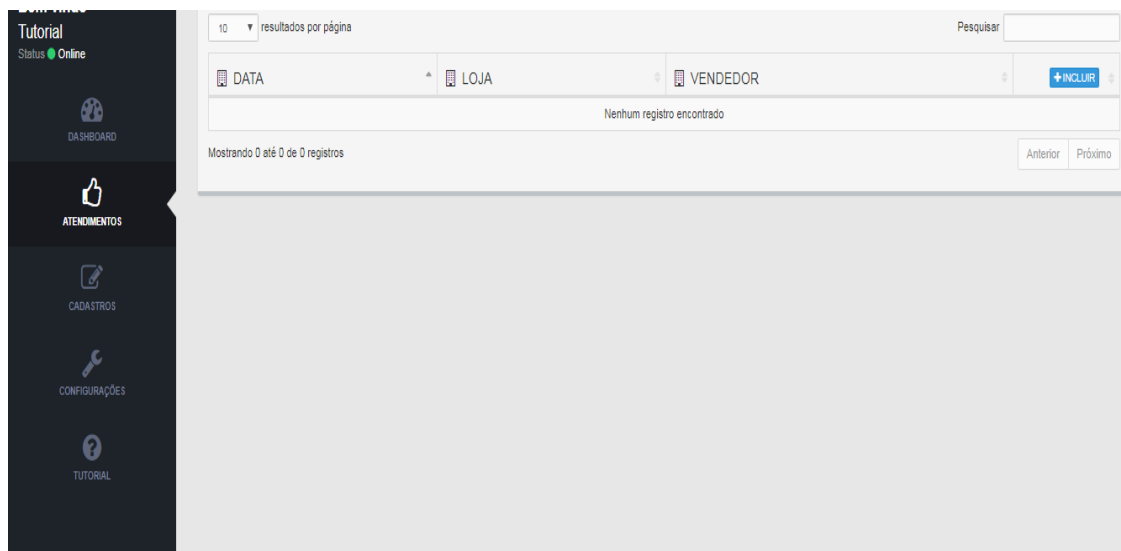 Tutorial
Status Online
DASHBOARD
ATENDIMENTOS
CADASTROS
CONFIGURAÇÕES
TUTORIAL
10 resultados por página
Pesquisar
DATA LOJA VENDEDOR +INCLUIR
Nenhum registro encontrado
Mostrando 0 até 0 de 0 registros
Anterior Próximo